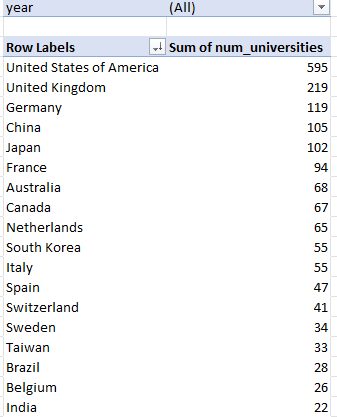 year (All)
Row Labels Sum of num_universities
United States of America 595
United Kingdom 219
Germany 119
China 105
Japan 102
France 94
Australia 68
Canada 67
Netherlands 65
South Korea 55
Italy 55
Spain 47
Switzerland 41
Sweden 34
Taiwan 33
Brazil 28
Belgium 26
India 22